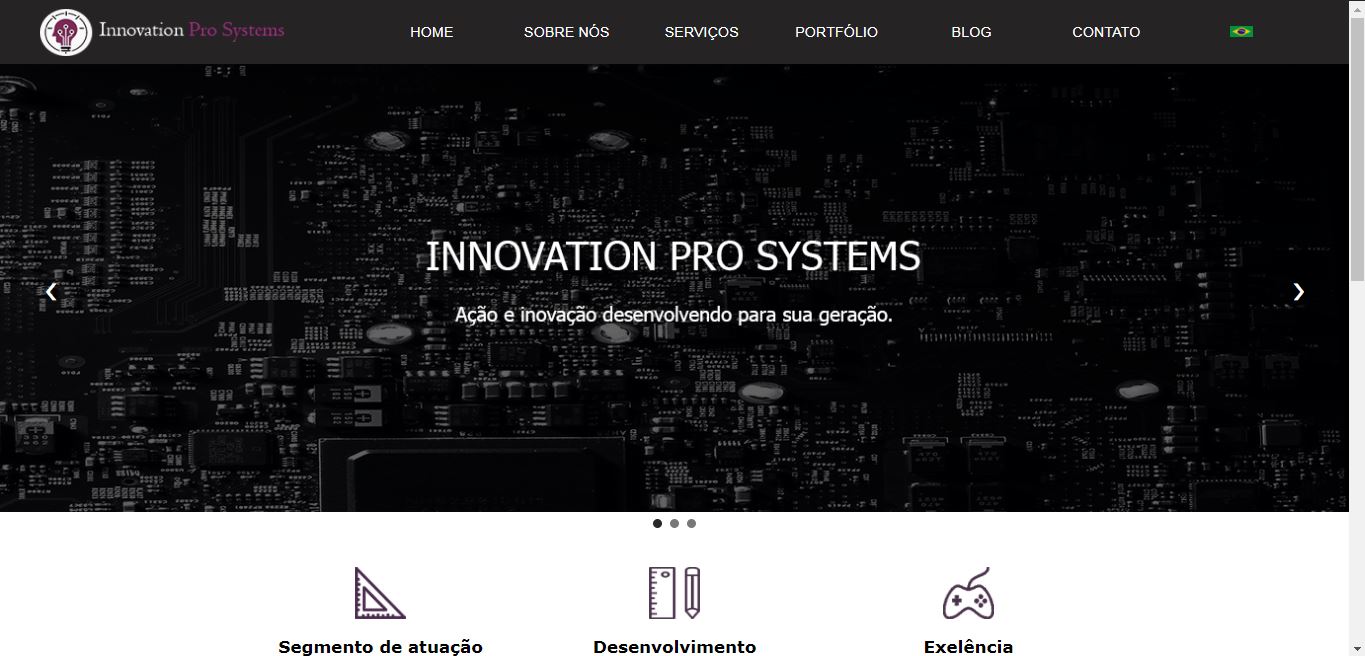 Innovation Pro Systems
HOME SOBRE NÓS SERVIÇOS PORTFÓLIO BLOG CONTATO
INNOVATION PRO SYSTEMS
Ação e inovação desenvolvendo para sua geração.
Segmento de atuação Desenvolvimento Exelência